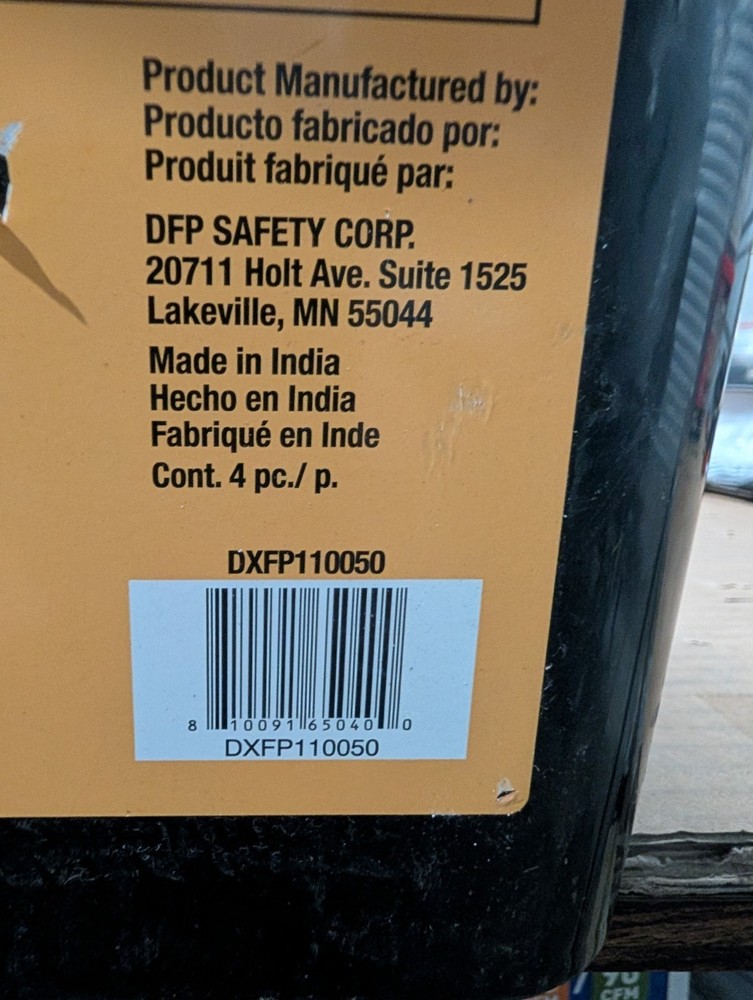 Product Manufactured by:
Producto fabricado por:
Produit fabriqué par:
DFP SAFETY CORP.
20711 Holt Ave. Suite 1525
Lakeville, MN 55044
Made in India
Hecho en India
Fabriqué en Inde
Cont. 4 pc./ p.
DXFP110050
8 10091 65040 0
DXFP110050
90
CFM